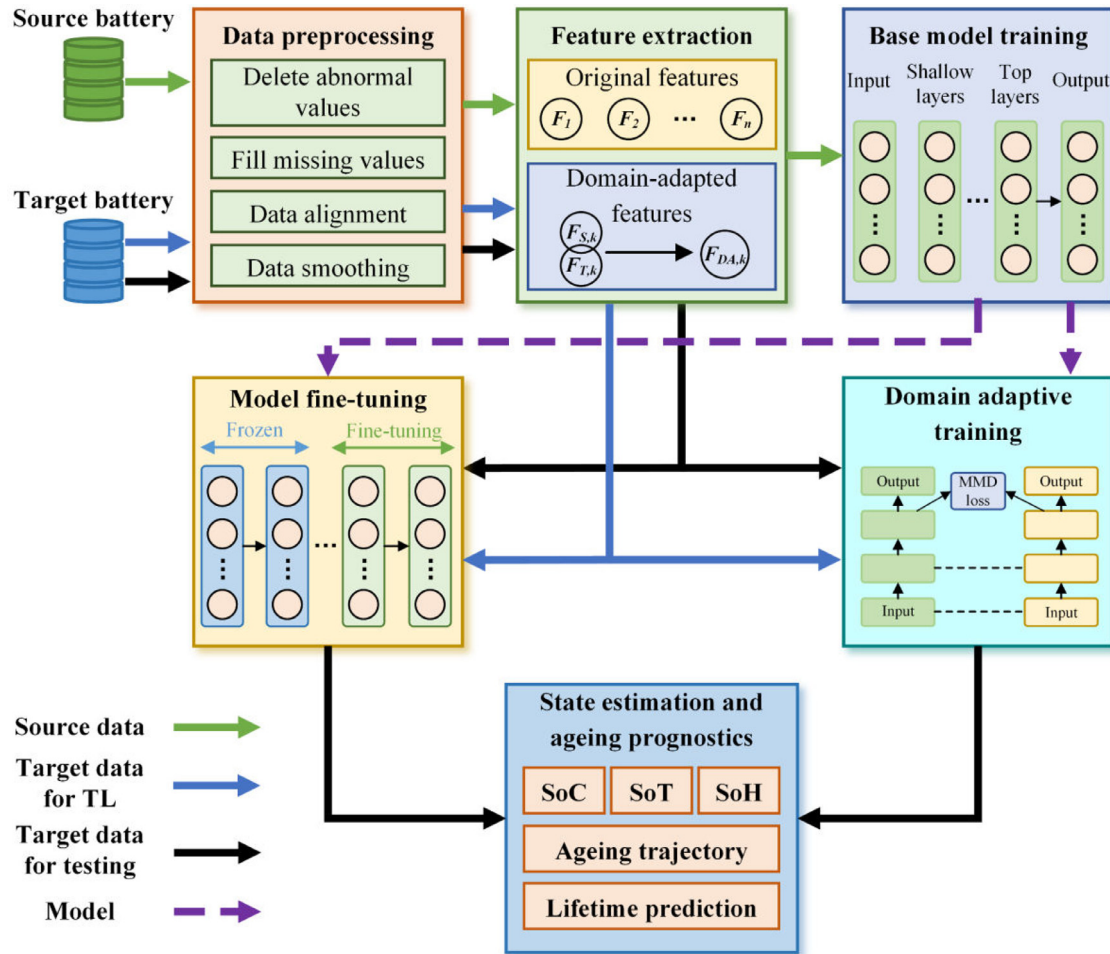 Source battery
Target battery
Data preprocessing
Delete abnormal
values
Fill missing values
Data alignment
Data smoothing
Feature extraction
Original features
F1 F2 ... Fn
Domain-adapted
features
FS,k
FT,k
FDA,k
Base model training
Input Shallow layers Top layers Output
...
Model fine-tuning
Frozen Fine-tuning
...
Domain adaptive
training
Output MMD loss Output
Input Input
State estimation and
ageing prognostics
SoC SoT SoH
Ageing trajectory
Lifetime prediction
Source data
Target data
for TL
Target data
for testing
Model